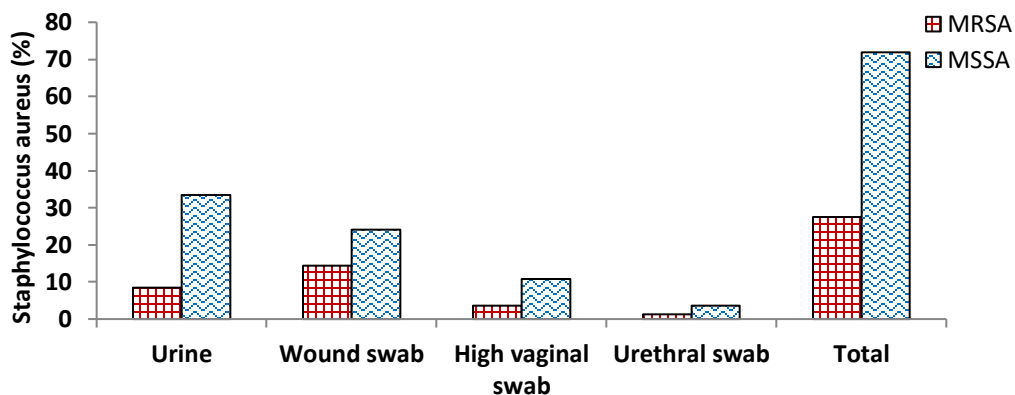 Staphylococcus aureus (%)
80
70
60
50
40
30
20
10
0
Urine
Wound swab
High vaginal
swab
Urethral swab
Total
MRSA
MSSA